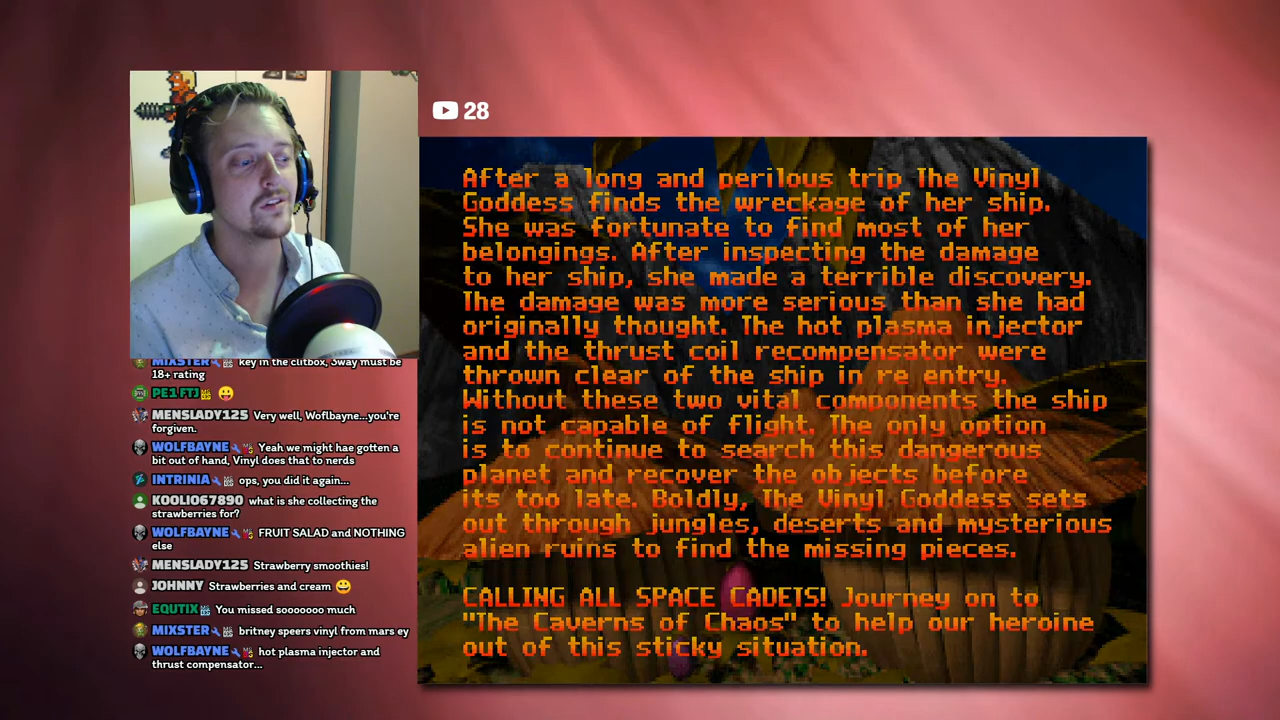 28
After a long and perilous trip The Vinyl
Goddess finds the wreckage of her ship.
She was fortunate to find most of her
belongings. After inspecting the damage
to her ship, she made a terrible discovery.
The damage was more serious than she had
originally thought. The hot plasma injector
and the thrust coil recompensator were
thrown clear of the ship in re entry.
Without these two vital components the ship
is not capable of flight. The only option
is to continue to search this dangerous
planet and recover the objects before
its too late. Boldly, The Vinyl Goddess sets
out through jungles, deserts and mysterious
alien ruins to find the missing pieces.
CALLING ALL SPACE CADETS! Journey on to
"The Caverns of Chaos" to help our heroine
out of this sticky situation.
MIXSTER key in the clitbox, 3way must be
18+ rating
PE1 FTJ 😛
MENSLADY125 Very well, Woflbayne...you're
forgiven.
WOLFBAYNE Yeah we might hae gotten a
bit out of hand, Vinyl does that to nerds
INTRINIA ops, you did it again...
KOOLIO67890 what is she collecting the
strawberries for?
WOLFBAYNE FRUIT SALAD and NOTHING
else
MENSLADY125 Strawberry smoothies!
JOHNNY Strawberries and cream 😀
EQUTIX You missed sooooooo much
MIXSTER britney speers vinyl from mars ey
WOLFBAYNE hot plasma injector and
thrust compensator...